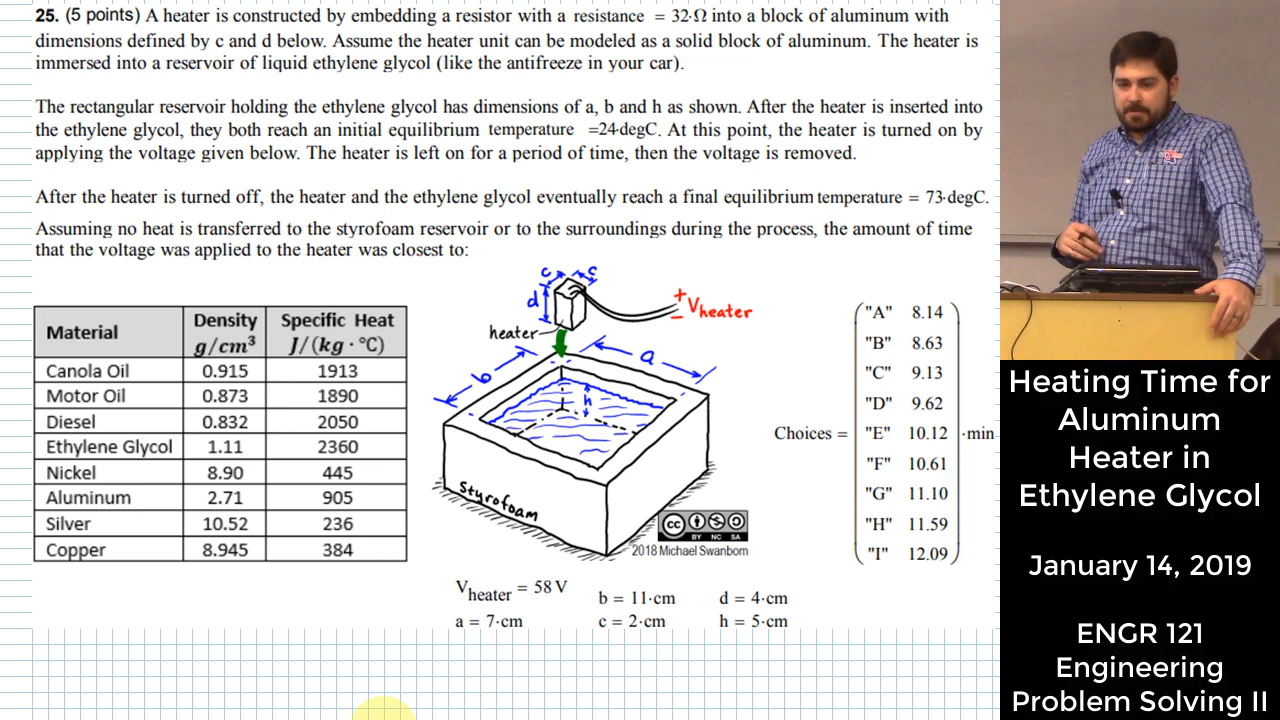 25. (5 points) A heater is constructed by embedding a resistor with a resistance = 32·Ω into a block of aluminum with
dimensions defined by c and d below. Assume the heater unit can be modeled as a solid block of aluminum. The heater is
immersed into a reservoir of liquid ethylene glycol (like the antifreeze in your car).
The rectangular reservoir holding the ethylene glycol has dimensions of a, b and h as shown. After the heater is inserted into
the ethylene glycol, they both reach an initial equilibrium temperature =24·degC. At this point, the heater is turned on by
applying the voltage given below. The heater is left on for a period of time, then the voltage is removed.
After the heater is turned off, the heater and the ethylene glycol eventually reach a final equilibrium temperature = 73·degC.
Assuming no heat is transferred to the styrofoam reservoir or to the surroundings during the process, the amount of time
that the voltage was applied to the heater was closest to:
Material Density g/cm³ Specific Heat J/(kg · °C)
Canola Oil 0.915 1913
Motor Oil 0.873 1890
Diesel 0.832 2050
Ethylene Glycol 1.11 2360
Nickel 8.90 445
Aluminum 2.71 905
Silver 10.52 236
Copper 8.945 384
c c
d
+ Vheater −
heater
a
b
h
Styrofoam
cc BY NC SA
2018 Michael Swanbom
Choices =
"A" 8.14
"B" 8.63
"C" 9.13
"D" 9.62
"E" 10.12
"F" 10.61
"G" 11.10
"H" 11.59
"I" 12.09
·min
Vheater = 58 V b = 11·cm d = 4·cm
a = 7·cm c = 2·cm h = 5·cm
Heating Time for
Aluminum
Heater in
Ethylene Glycol
January 14, 2019
ENGR 121
Engineering
Problem Solving II